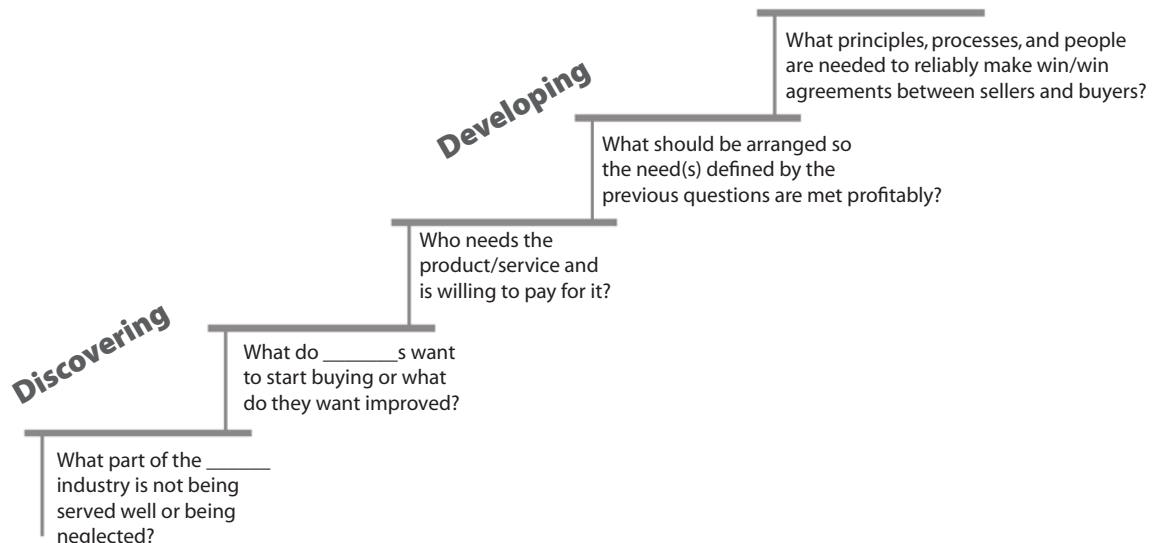 What principles, processes, and people
are needed to reliably make win/win
agreements between sellers and buyers?
Developing
What should be arranged so
the need(s) defined by the
previous questions are met profitably?
Who needs the
product/service and
is willing to pay for it?
Discovering
What do _______s want
to start buying or what
do they want improved?
What part of the ______
industry is not being
served well or being
neglected?